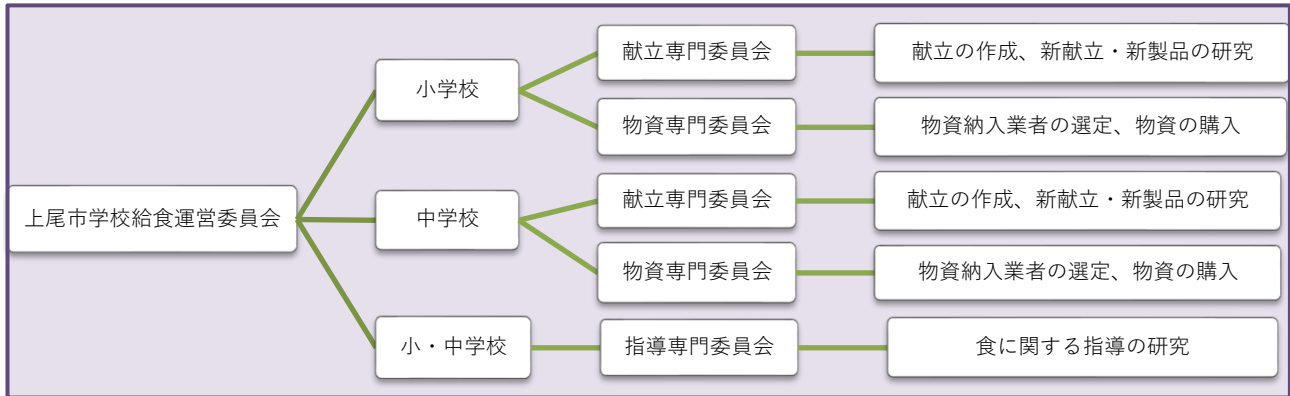 上尾市学校給食運営委員会
小学校
献立専門委員会
献立の作成、新献立・新製品の研究
物資専門委員会
物資納入業者の選定、物資の購入
中学校
献立専門委員会
献立の作成、新献立・新製品の研究
物資専門委員会
物資納入業者の選定、物資の購入
小・中学校
指導専門委員会
食に関する指導の研究